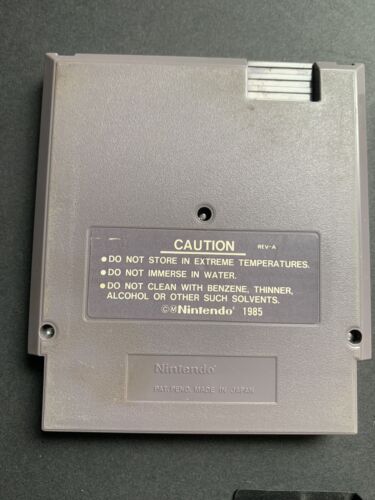 CAUTION REV-A
●DO NOT STORE IN EXTREME TEMPERATURES.
●DO NOT IMMERSE IN WATER.
●DO NOT CLEAN WITH BENZENE, THINNER,
ALCOHOL OR OTHER SUCH SOLVENTS.
©ⓂNintendo® 1985
Nintendo®
PAT. PEND. MADE IN JAPAN